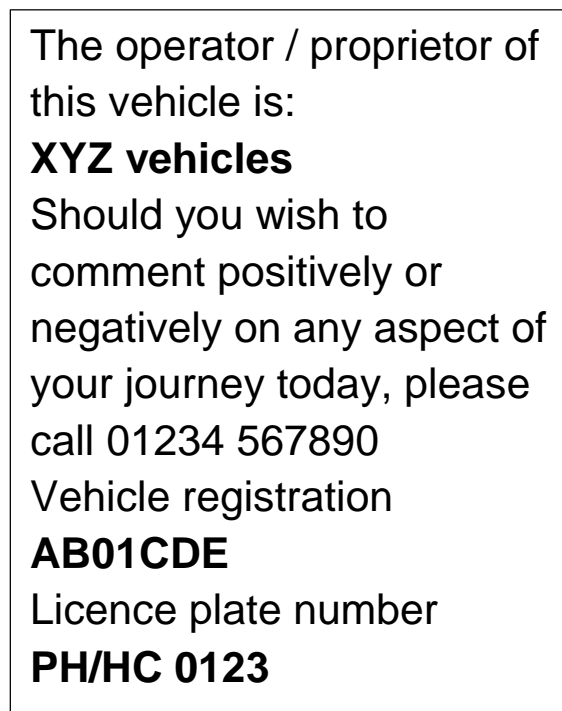 The operator / proprietor of
this vehicle is:
XYZ vehicles
Should you wish to
comment positively or
negatively on any aspect of
your journey today, please
call 01234 567890
Vehicle registration
AB01CDE
Licence plate number
PH/HC 0123